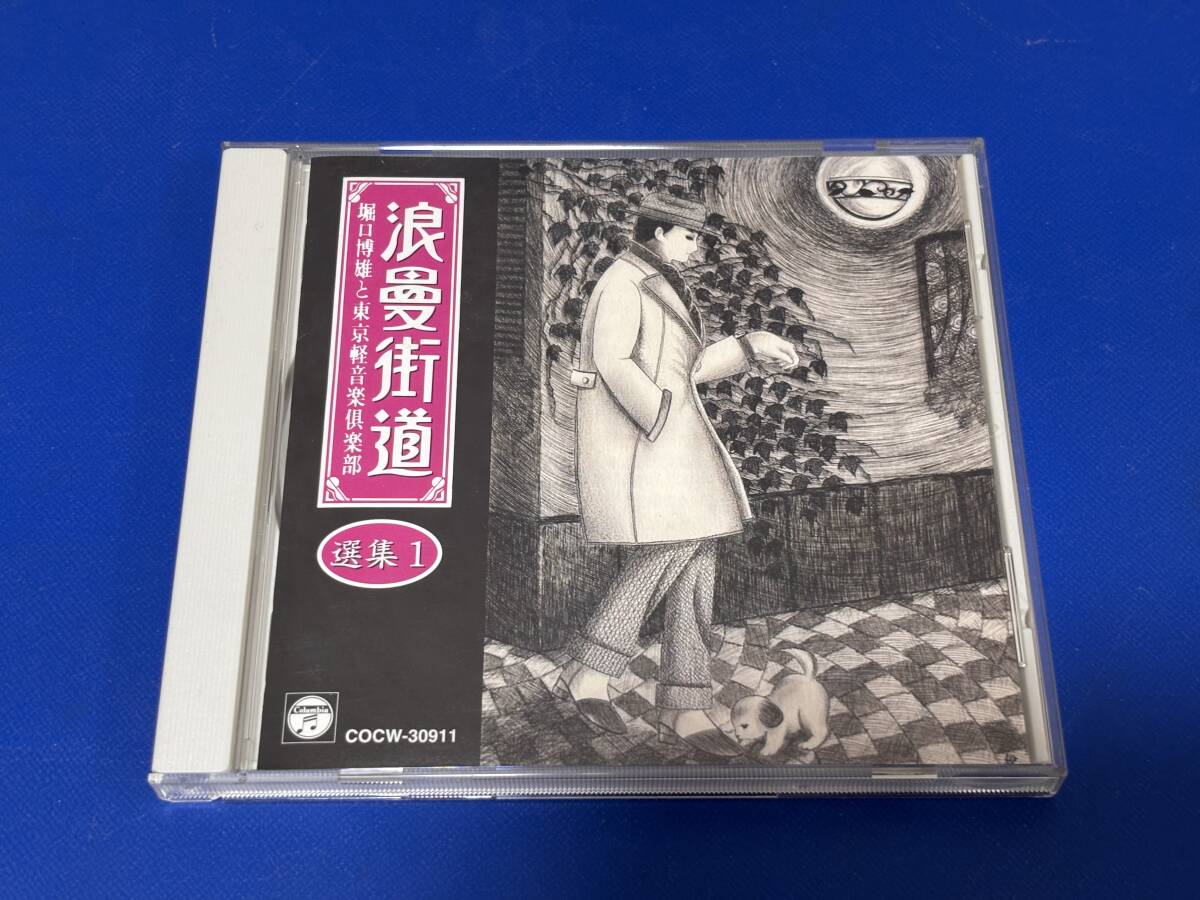 浪曼街道
堀口博雄と東京軽音楽倶楽部
選集1
Columbia
COCW-30911